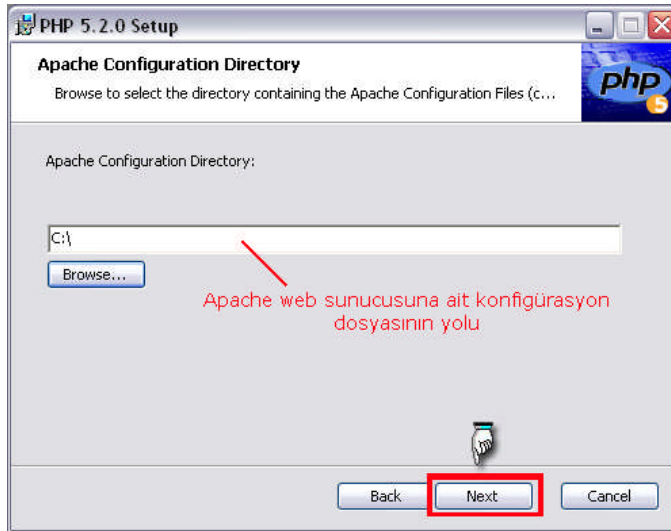 PHP 5.2.0 Setup
Apache Configuration Directory
Browse to select the directory containing the Apache Configuration Files (c...
php
5
Apache Configuration Directory:
C:\
Browse...
Apache web sunucusuna ait konfigürasyon
dosyasının yolu
Back Next Cancel